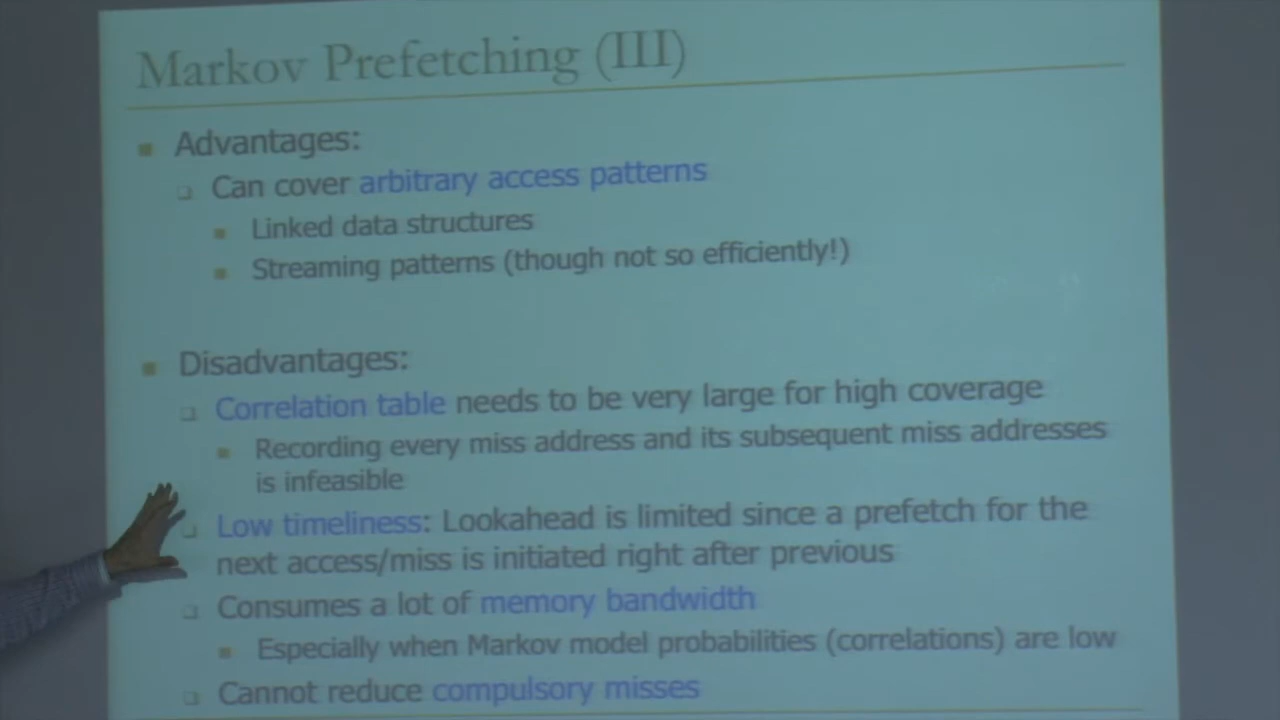 Markov Prefetching (III)
Advantages:
Can cover arbitrary access patterns
Linked data structures
Streaming patterns (though not so efficiently!)
Disadvantages:
Correlation table needs to be very large for high coverage
Recording every miss address and its subsequent miss addresses
is infeasible
Low timeliness: Lookahead is limited since a prefetch for the
next access/miss is initiated right after previous
Consumes a lot of memory bandwidth
Especially when Markov model probabilities (correlations) are low
Cannot reduce compulsory misses